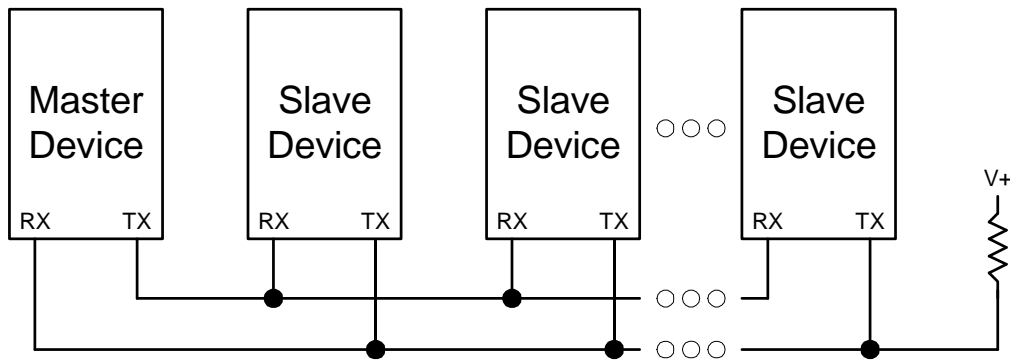 Master
Device
Slave
Device
Slave
Device
Slave
Device
V+
RX TX
RX TX
RX TX
RX TX